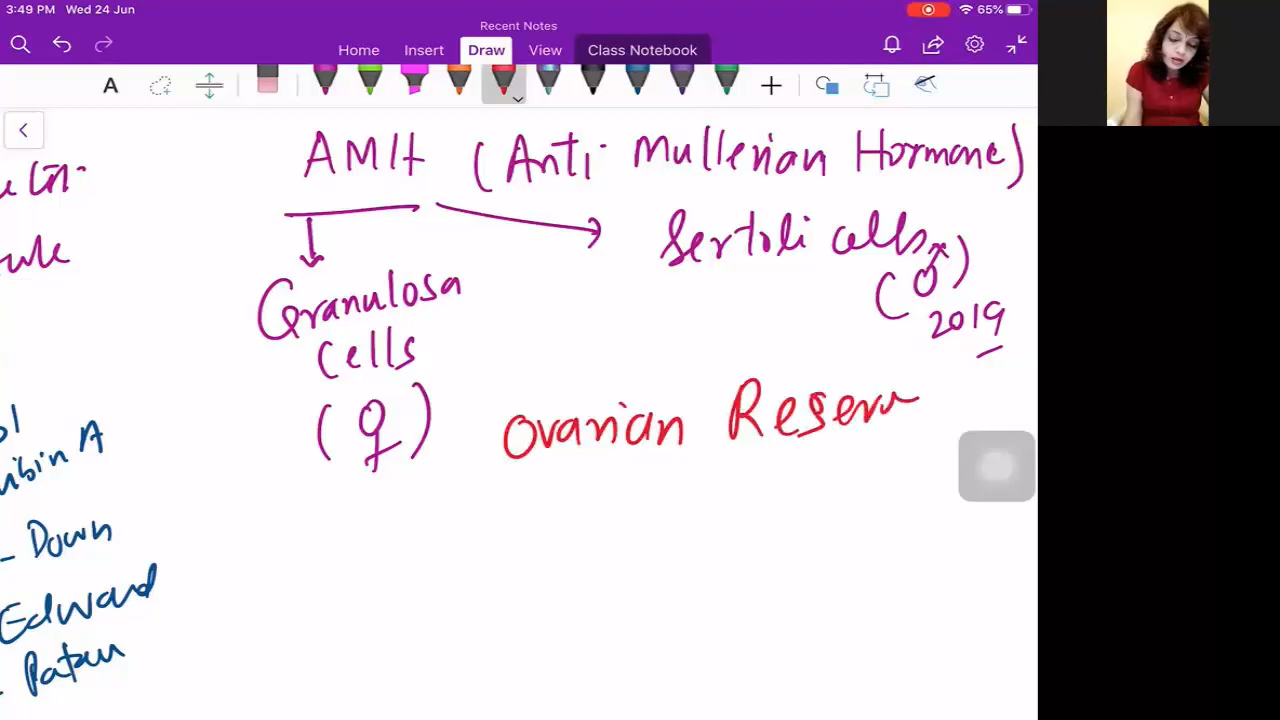 3:49 PM Wed 24 Jun
65%
Recent Notes
Home Insert Draw View Class Notebook
A
AMH (Anti- Mullerian Hormone)
Sertoli cells
(♂)
2019
Granulosa
cells
(♀)
Ovarian Reserve
A
- Down
Edward
- Patau